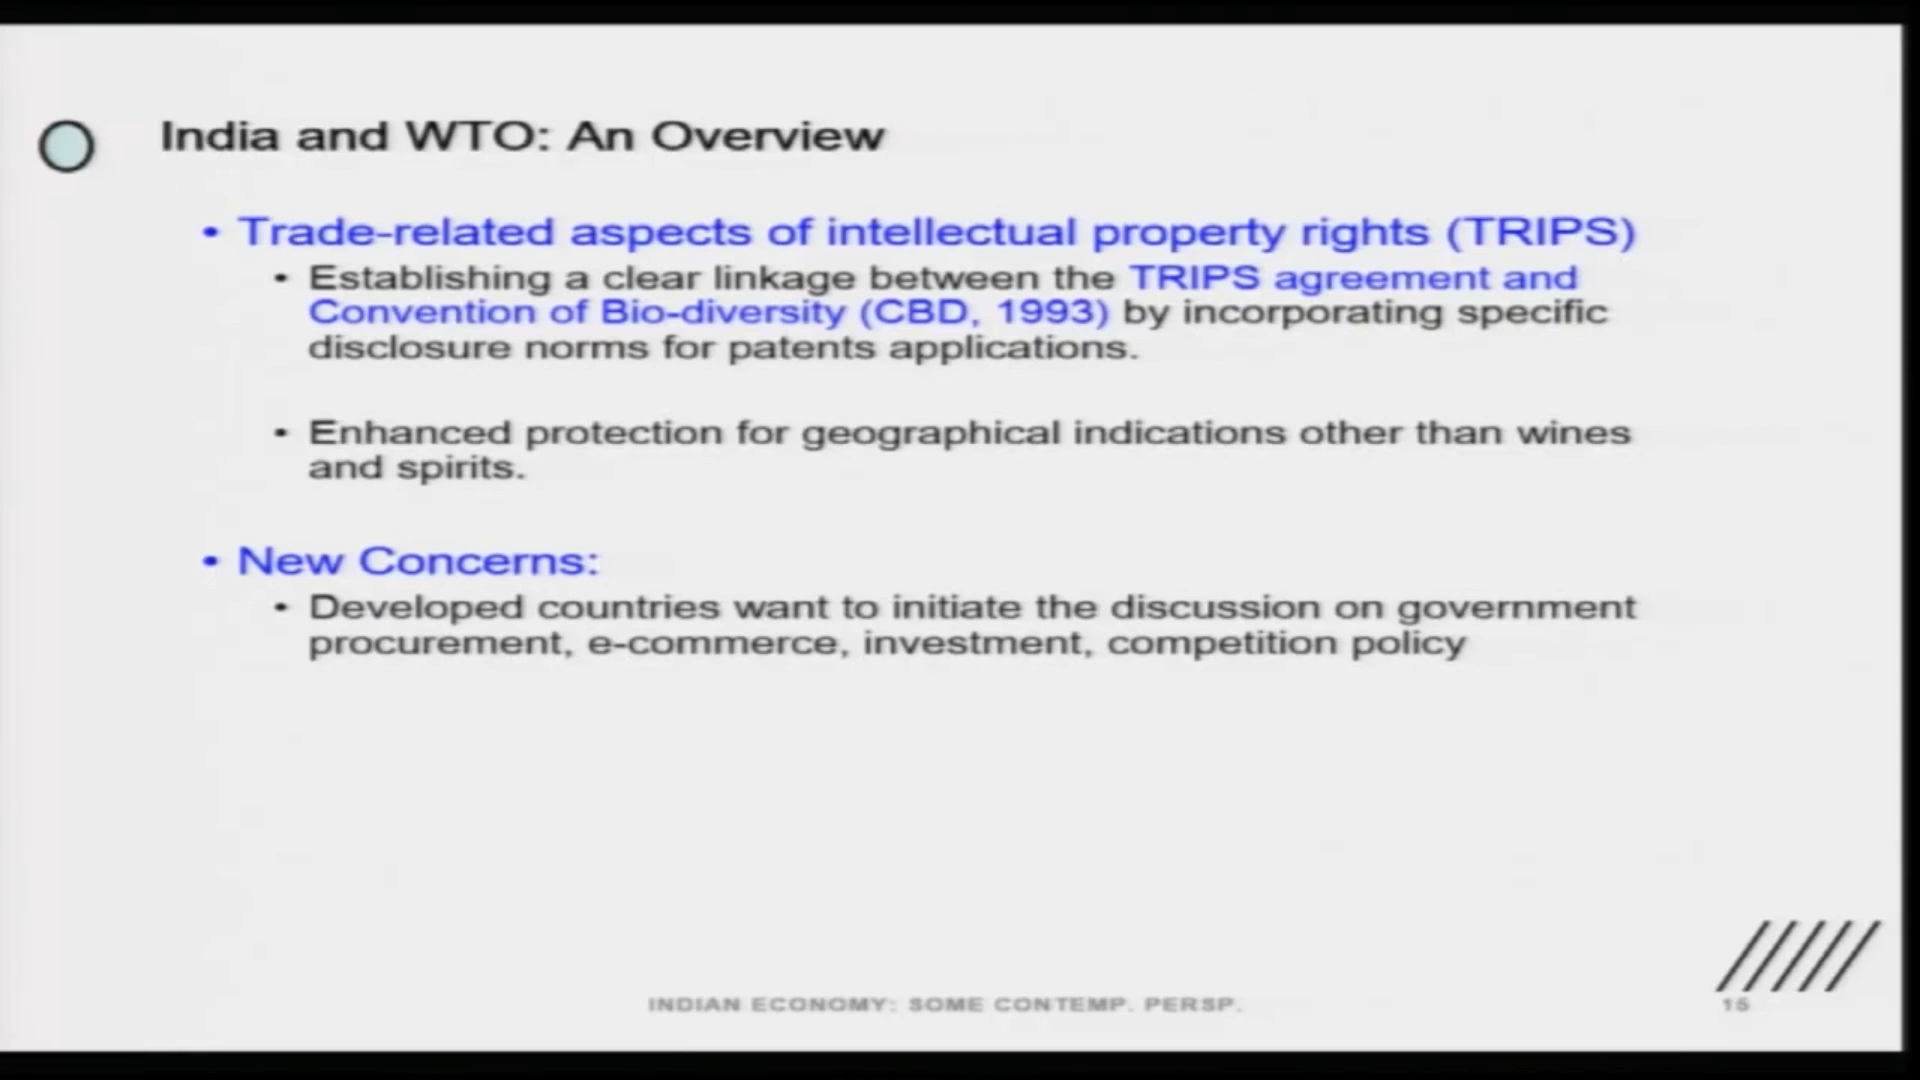 India and WTO: An Overview
• Trade-related aspects of intellectual property rights (TRIPS)
• Establishing a clear linkage between the TRIPS agreement and
Convention of Bio-diversity (CBD, 1993) by incorporating specific
disclosure norms for patents applications.
• Enhanced protection for geographical indications other than wines
and spirits.
• New Concerns:
• Developed countries want to initiate the discussion on government
procurement, e-commerce, investment, competition policy
INDIAN ECONOMY: SOME CONTEMP. PERSP.
15